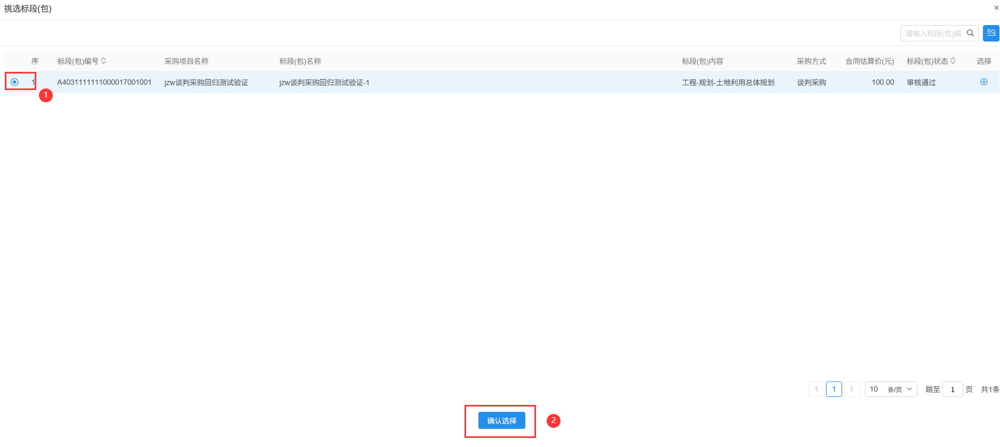 挑选标段(包)
请输入标段(包)编
序 标段(包)编号 采购项目名称 标段(包)名称 标段(包)内容 采购方式 合同估算价(元) 标段(包)状态 选择
1 A4031111111000017001001 jzw谈判采购回归测试验证 jzw谈判采购回归测试验证-1 工程-规划-土地利用总体规划 谈判采购 100.00 审核通过
1
1 10 条/页 跳至 1 页 共1条
确认选择 2